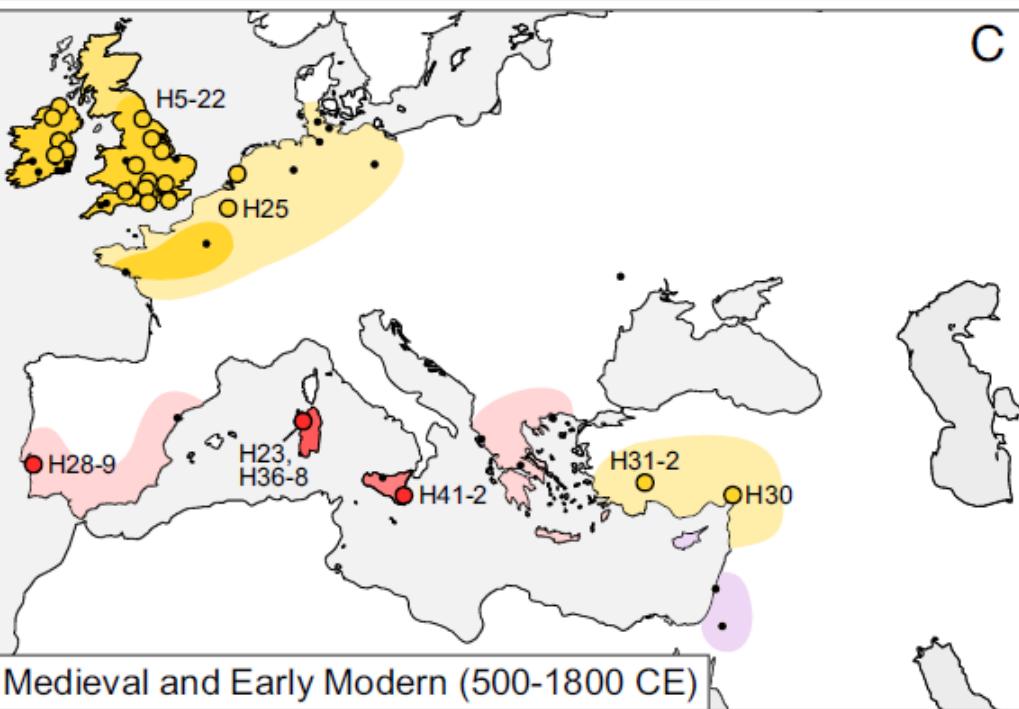 C
H5-22
H25
H28-9
H23,
H36-8
H41-2
H31-2
H30
Medieval and Early Modern (500-1800 CE)